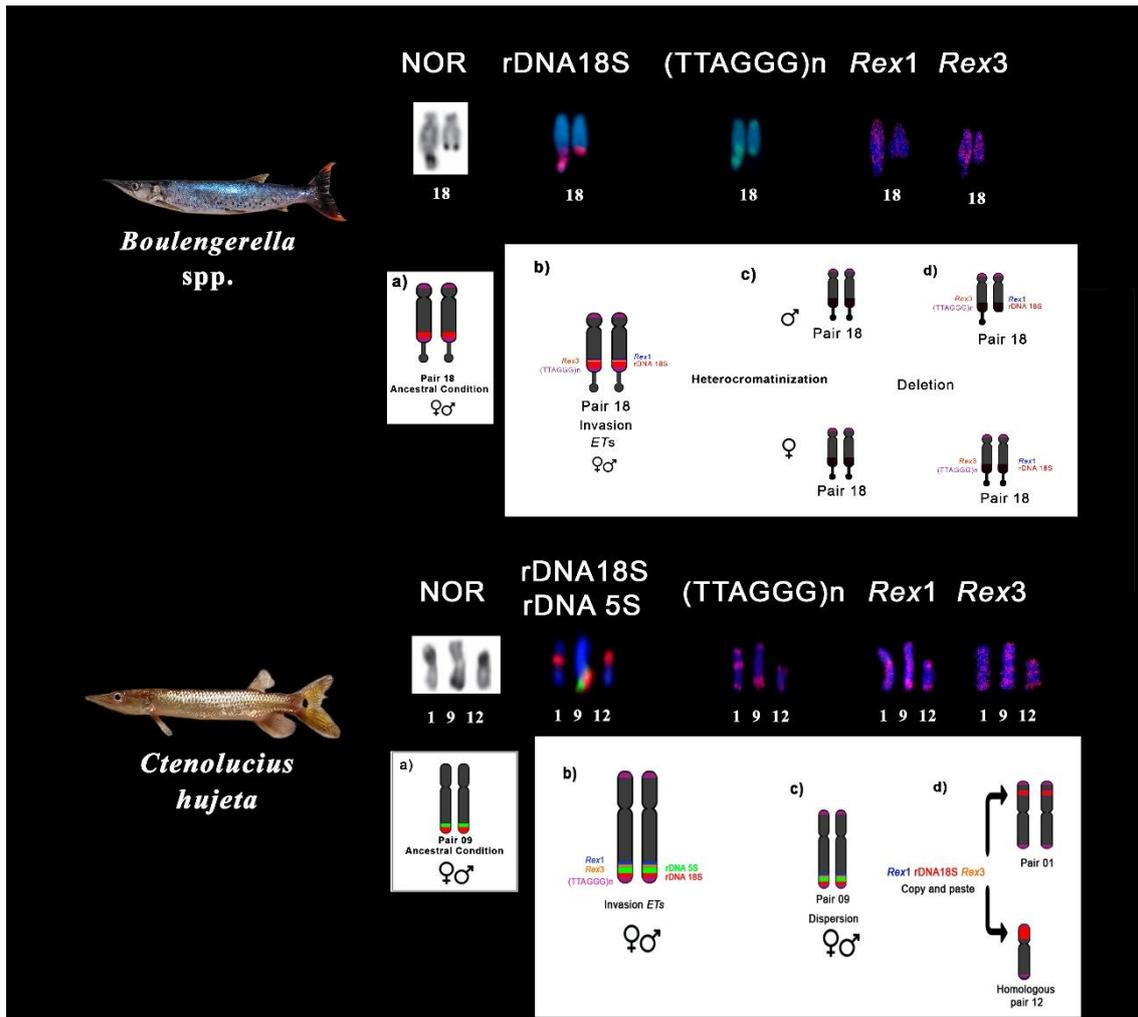 NOR rDNA18S (TTAGGG)n Rex1 Rex3
18 18 18 18 18
Boulengerella
spp.
a)
Pair 18
Ancestral Condition
♀♂
b)
Rex3
(TTAGGG)n
Rex1
rDNA 18S
Pair 18
Invasion
ETs
♀♂
c)
♂
Pair 18
Heterocromatinization
♀
Pair 18
d)
Rex3
(TTAGGG)n
Rex1
rDNA 18S
Pair 18
Deletion
Rex3
(TTAGGG)n
Rex1
rDNA 18S
Pair 18
NOR rDNA18S (TTAGGG)n Rex1 Rex3
rDNA 5S
1 9 12 1 9 12 1 9 12 1 9 12 1 9 12
Ctenolucius
hujeta
a)
Pair 09
Ancestral Condition
♀♂
b)
Rex1
Rex3
(TTAGGG)n
rDNA 5S
rDNA 18S
Invasion ETs
♀♂
c)
Pair 09
Dispersion
♀♂
d)
Pair 01
Rex1 rDNA18S Rex3
Copy and paste
Homologous
pair 12